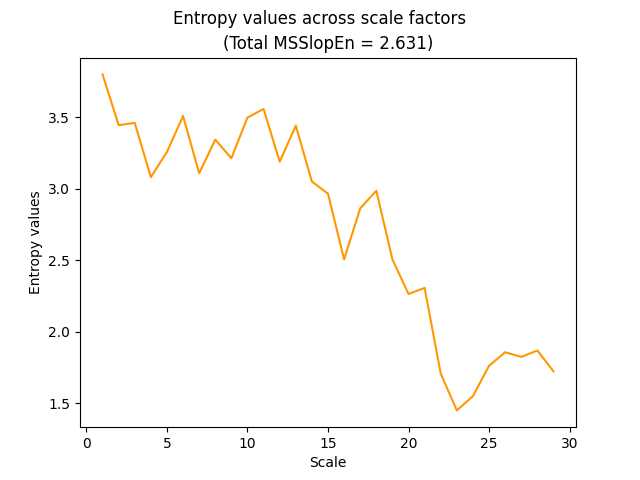 Entropy values across scale factors
(Total MSSlopEn = 2.631)
Entropy values
3.5
3.0
2.5
2.0
1.5
0 5 10 15 20 25 30
Scale